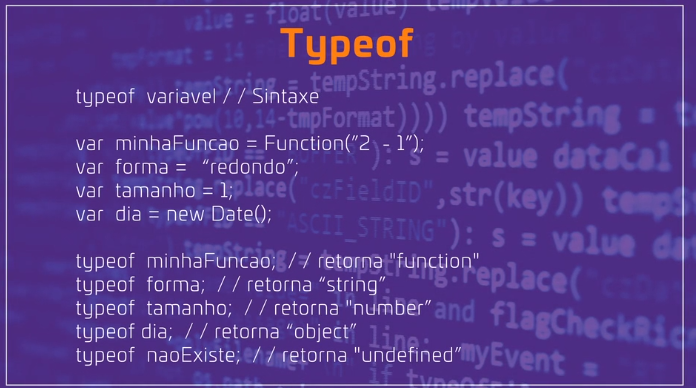 Typeof
typeof variavel // Sintaxe
var minhaFuncao = Function("2 - 1");
var forma = “redondo”;
var tamanho = 1;
var dia = new Date();
typeof minhaFuncao; // retorna "function"
typeof forma; // retorna “string”
typeof tamanho; // retorna "number”
typeof dia; // retorna “object”
typeof naoExiste; // retorna "undefined”